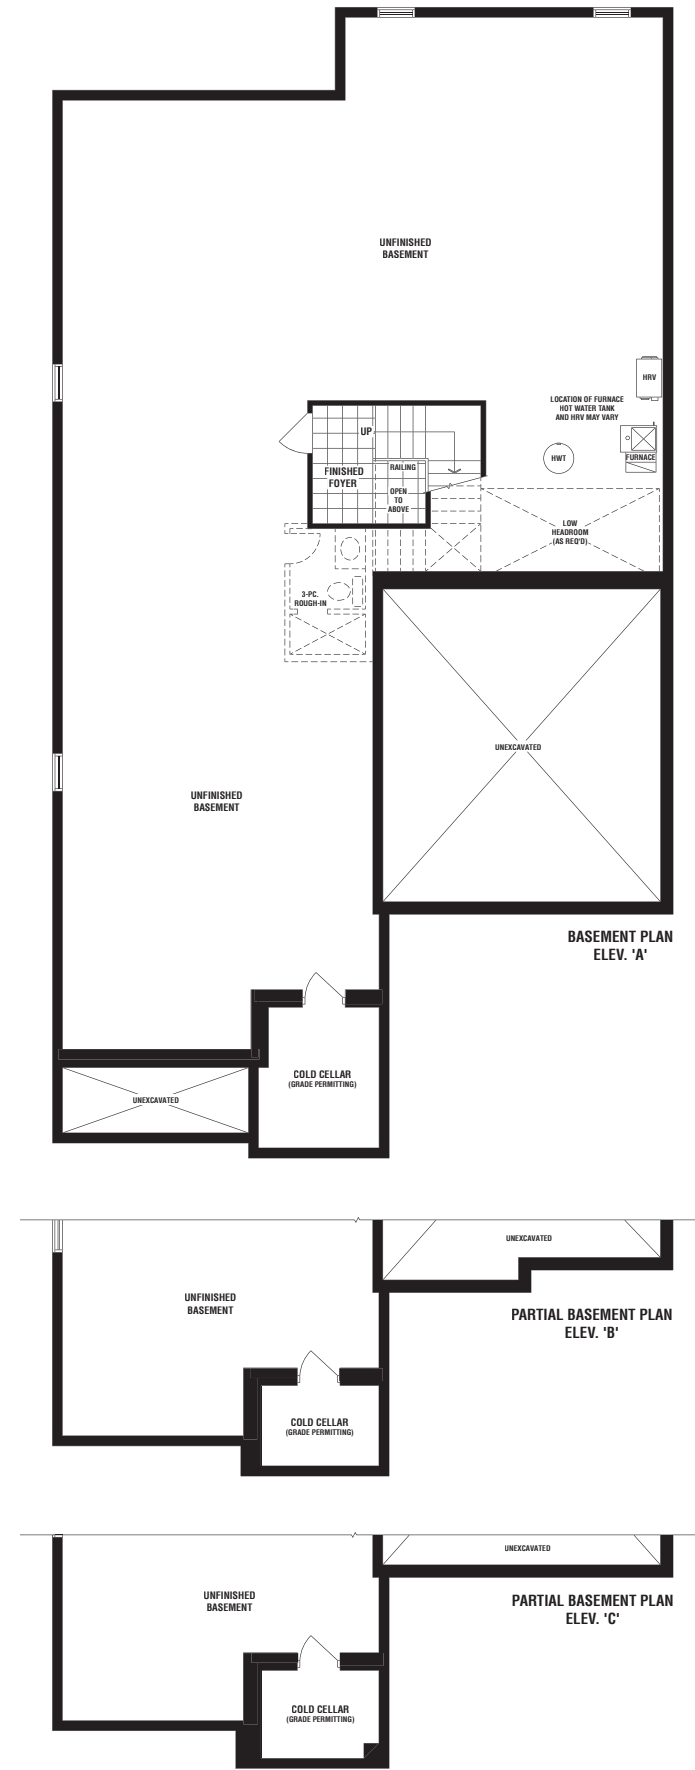 UNFINISHED
BASEMENT
HRV
LOCATION OF FURNACE
HOT WATER TANK
AND HRV MAY VARY
UP
FURNACE
HWT
RAILING
FINISHED
FOYER
OPEN
TO
ABOVE
LOW
HEADROOM
(AS REQ'D)
3-PC.
ROUGH-IN
UNEXCAVATED
UNFINISHED
BASEMENT
BASEMENT PLAN
ELEV. 'A'
COLD CELLAR
(GRADE PERMITTING)
UNEXCAVATED
UNEXCAVATED
UNFINISHED
BASEMENT
PARTIAL BASEMENT PLAN
ELEV. 'B'
COLD CELLAR
(GRADE PERMITTING)
UNEXCAVATED
UNFINISHED
BASEMENT
PARTIAL BASEMENT PLAN
ELEV. 'C'
COLD CELLAR
(GRADE PERMITTING)